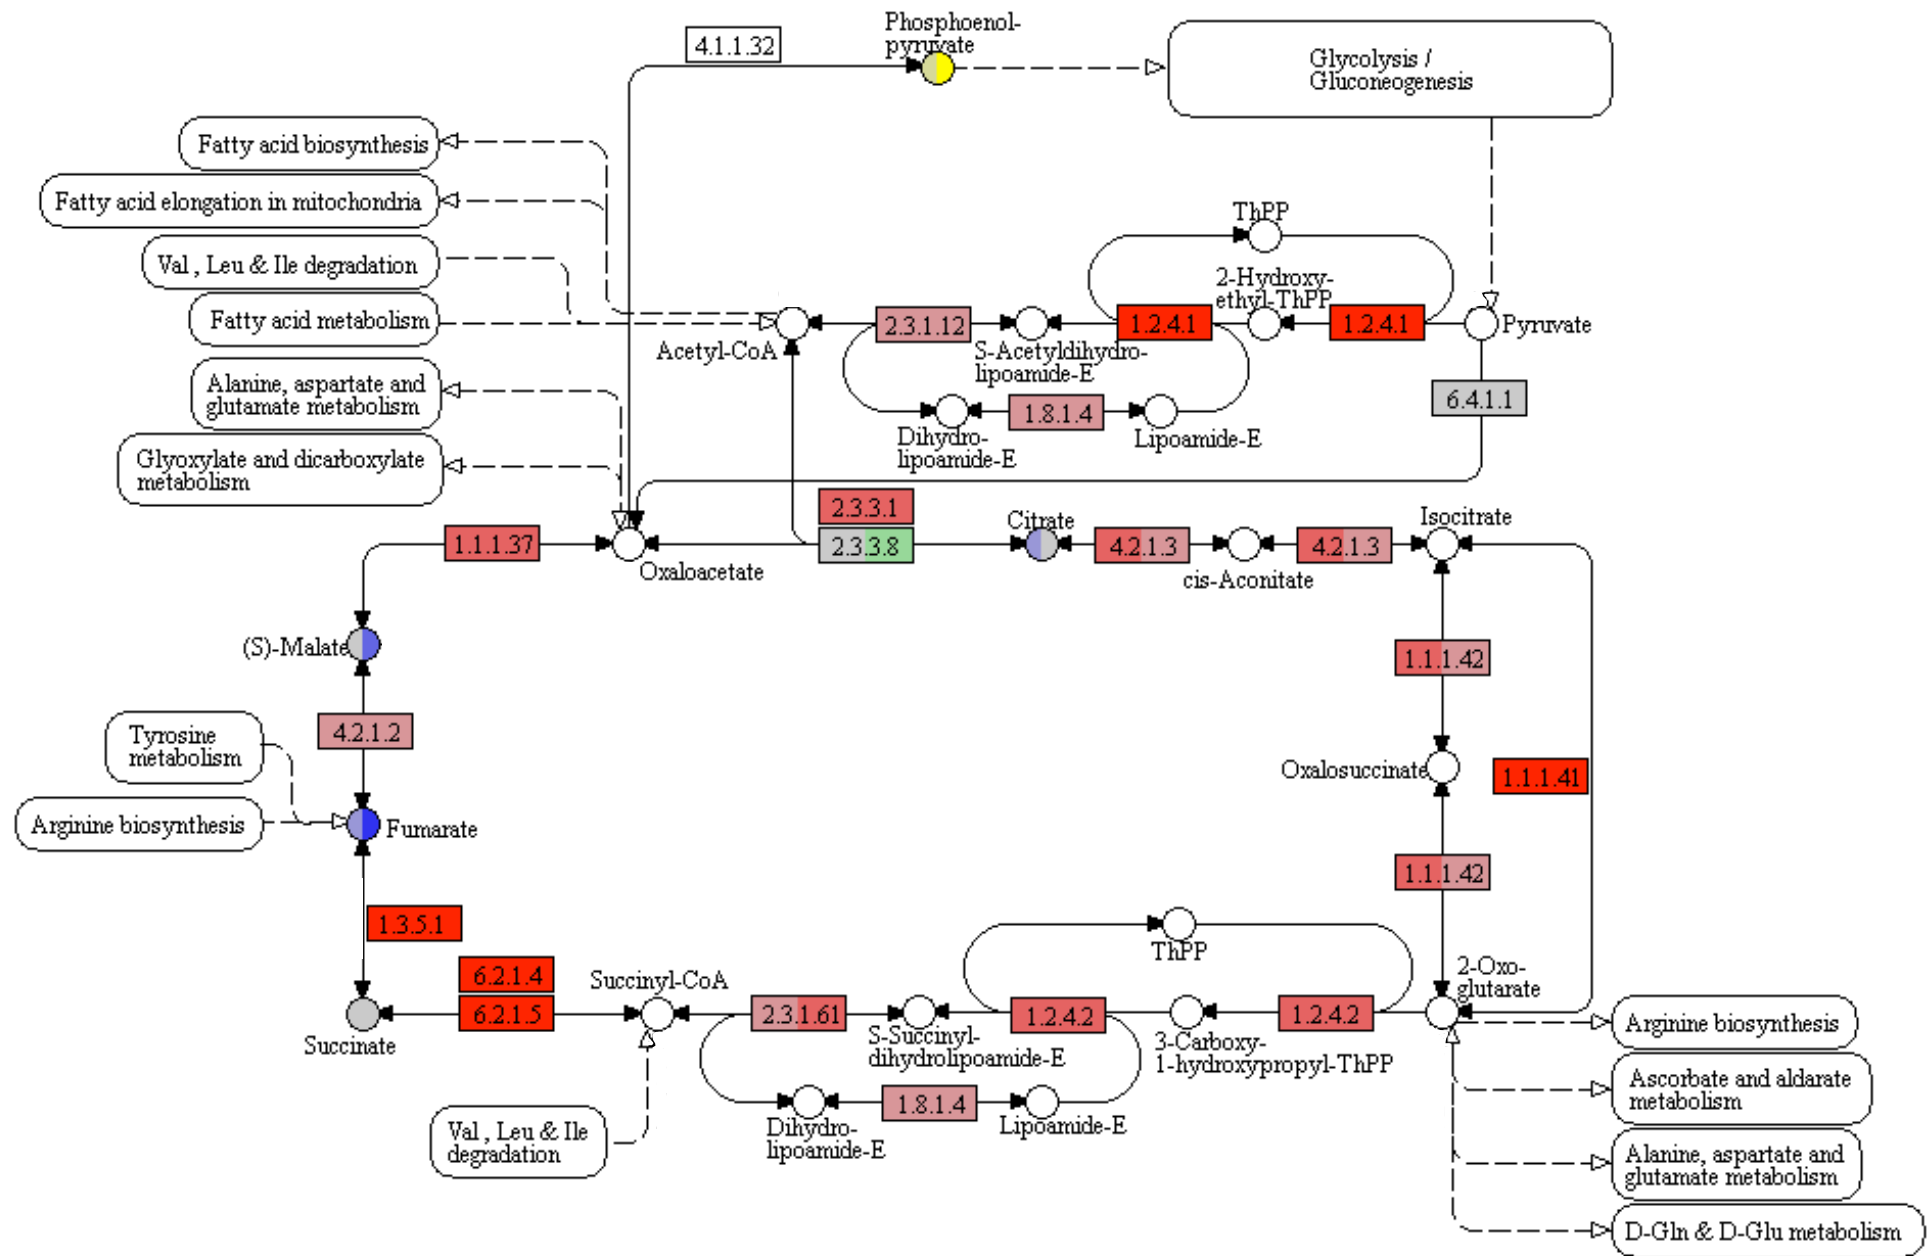 Phosphoenol-
pyruvate
4.1.1.32
Glycolysis /
Gluconeogenesis
Fatty acid biosynthesis
Fatty acid elongation in mitochondria
Val , Leu & Ile degradation
Fatty acid metabolism
Alanine, aspartate and
glutamate metabolism
Glyoxylate and dicarboxylate
metabolism
ThPP
2-Hydroxy-
ethyl-ThPP
2.3.1.12
1.2.4.1
1.2.4.1
Pyruvate
Acetyl-CoA
S-Acetyldihydro-
lipoamide-E
6.4.1.1
1.8.1.4
Dihydro-
lipoamide-E
Lipoamide-E
2.3.3.1
2.3.3.8
Citrate
Isocitrate
1.1.1.37
4.2.1.3
4.2.1.3
Oxaloacetate
cis-Aconitate
(S)-Malate
1.1.1.42
4.2.1.2
Tyrosine
metabolism
Oxalosuccinate
1.1.1.41
Arginine biosynthesis
Fumarate
1.1.1.42
1.3.5.1
ThPP
6.2.1.4
6.2.1.5
Succinyl-CoA
2-Oxo-
glutarate
2.3.1.61
1.2.4.2
1.2.4.2
Succinate
S-Succinyl-
dihydrolipoamide-E
3-Carboxy-
1-hydroxypropyl-ThPP
Arginine biosynthesis
Ascorbate and aldarate
metabolism
1.8.1.4
Dihydro-
lipoamide-E
Lipoamide-E
Val , Leu & Ile
degradation
Alanine, aspartate and
glutamate metabolism
D-Gln & D-Glu metabolism